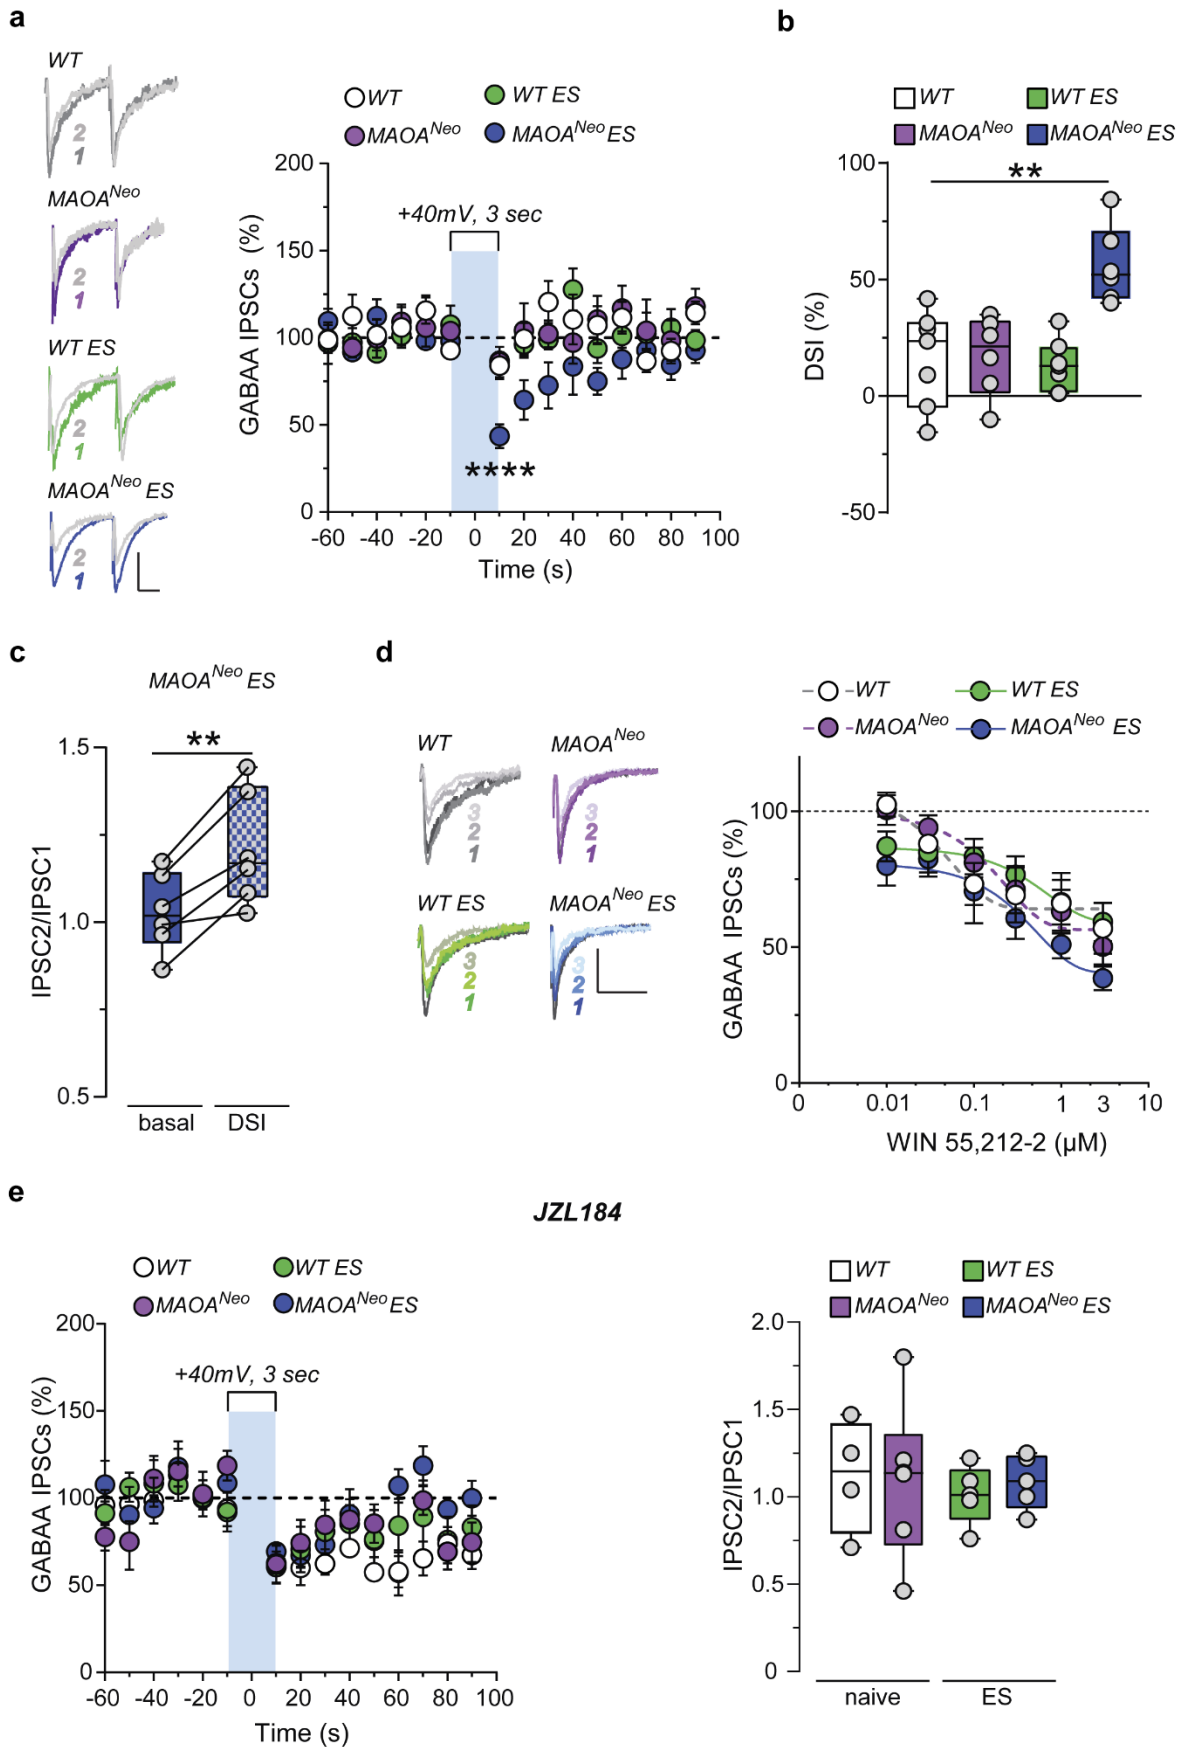 a
WT
2
1
MAOA^Neo
2
1
WT ES
2
1
MAOA^Neo ES
2
1
WT
WT ES
MAOA^Neo
MAOA^Neo ES
GABAA IPSCs (%)
200
150
100
50
0
+40mV, 3 sec
****
-60 -40 -20 0 20 40 60 80 100
Time (s)
b
WT
WT ES
MAOA^Neo
MAOA^Neo ES
DSI (%)
100
50
0
-50
**
c
MAOA^Neo ES
IPSC2/IPSC1
1.5
1.0
0.5
**
basal DSI
d
WT
3
2
1
MAOA^Neo
3
2
1
WT ES
3
2
1
MAOA^Neo ES
3
2
1
WT
WT ES
MAOA^Neo
MAOA^Neo ES
GABAA IPSCs (%)
100
50
0
0 0.01 0.1 1 3 10
WIN 55,212-2 (µM)
e
JZL184
WT
WT ES
MAOA^Neo
MAOA^Neo ES
GABAA IPSCs (%)
200
150
100
50
0
+40mV, 3 sec
-60 -40 -20 0 20 40 60 80 100
Time (s)
WT
WT ES
MAOA^Neo
MAOA^Neo ES
IPSC2/IPSC1
2.0
1.5
1.0
0.5
0
naive ES